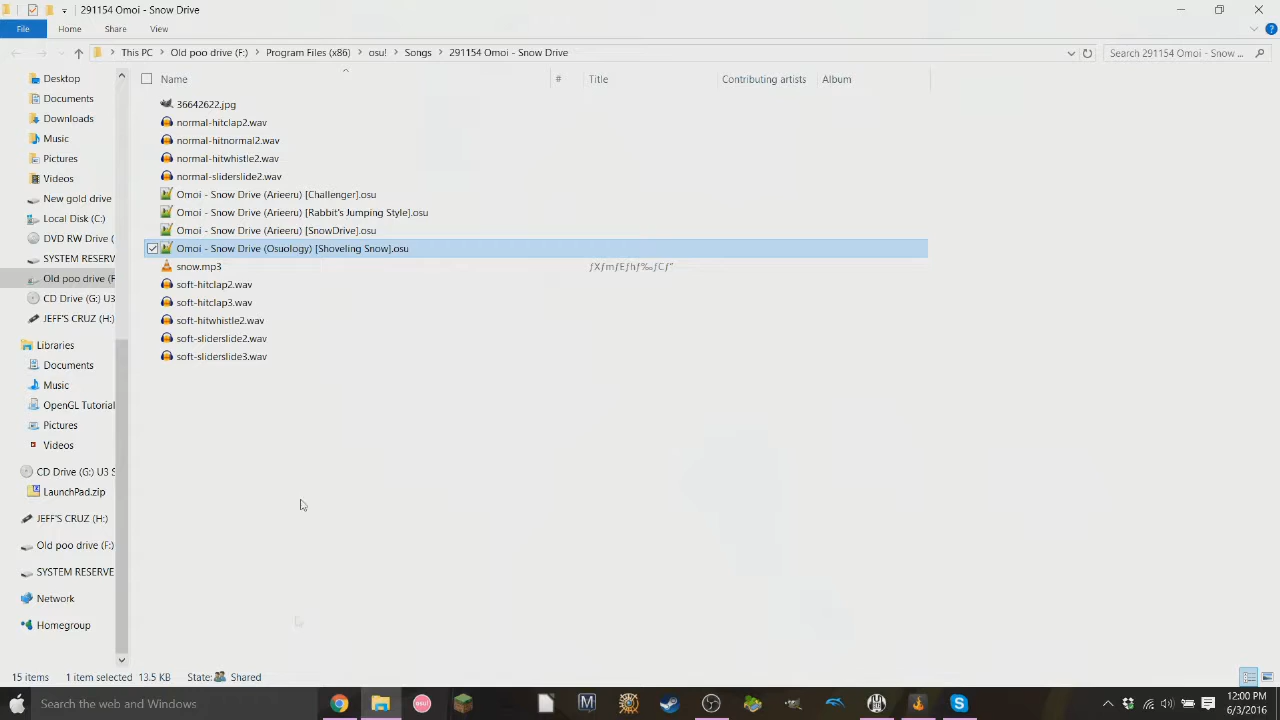 291154 Omoi - Snow Drive
File Home Share View
This PC Old poo drive (F:) Program Files (x86) osu! Songs 291154 Omoi - Snow Drive Search 291154 Omoi - Snow ...
Name # Title Contributing artists Album
Desktop
Documents
Downloads
Music
Pictures
Videos
New gold drive
Local Disk (C:)
DVD RW Drive (
SYSTEM RESERV
Old poo drive (F
CD Drive (G:) U3
JEFF'S CRUZ (H:)
Libraries
Documents
Music
OpenGL Tutorial
Pictures
Videos
CD Drive (G:) U3 S
LaunchPad.zip
JEFF'S CRUZ (H:)
Old poo drive (F:)
SYSTEM RESERVE
Network
Homegroup
36642622.jpg
normal-hitclap2.wav
normal-hitnormal2.wav
normal-hitwhistle2.wav
normal-sliderslide2.wav
Omoi - Snow Drive (Arieeru) [Challenger].osu
Omoi - Snow Drive (Arieeru) [Rabbit's Jumping Style].osu
Omoi - Snow Drive (Arieeru) [SnowDrive].osu
Omoi - Snow Drive (Osuology) [Shoveling Snow].osu
snow.mp3 ƒXƒmƒEƒhƒ‰ƒCƒ"
soft-hitclap2.wav
soft-hitclap3.wav
soft-hitwhistle2.wav
soft-sliderslide2.wav
soft-sliderslide3.wav
15 items 1 item selected 13.5 KB State: Shared
Search the web and Windows
osu!
12:00 PM
6/3/2016